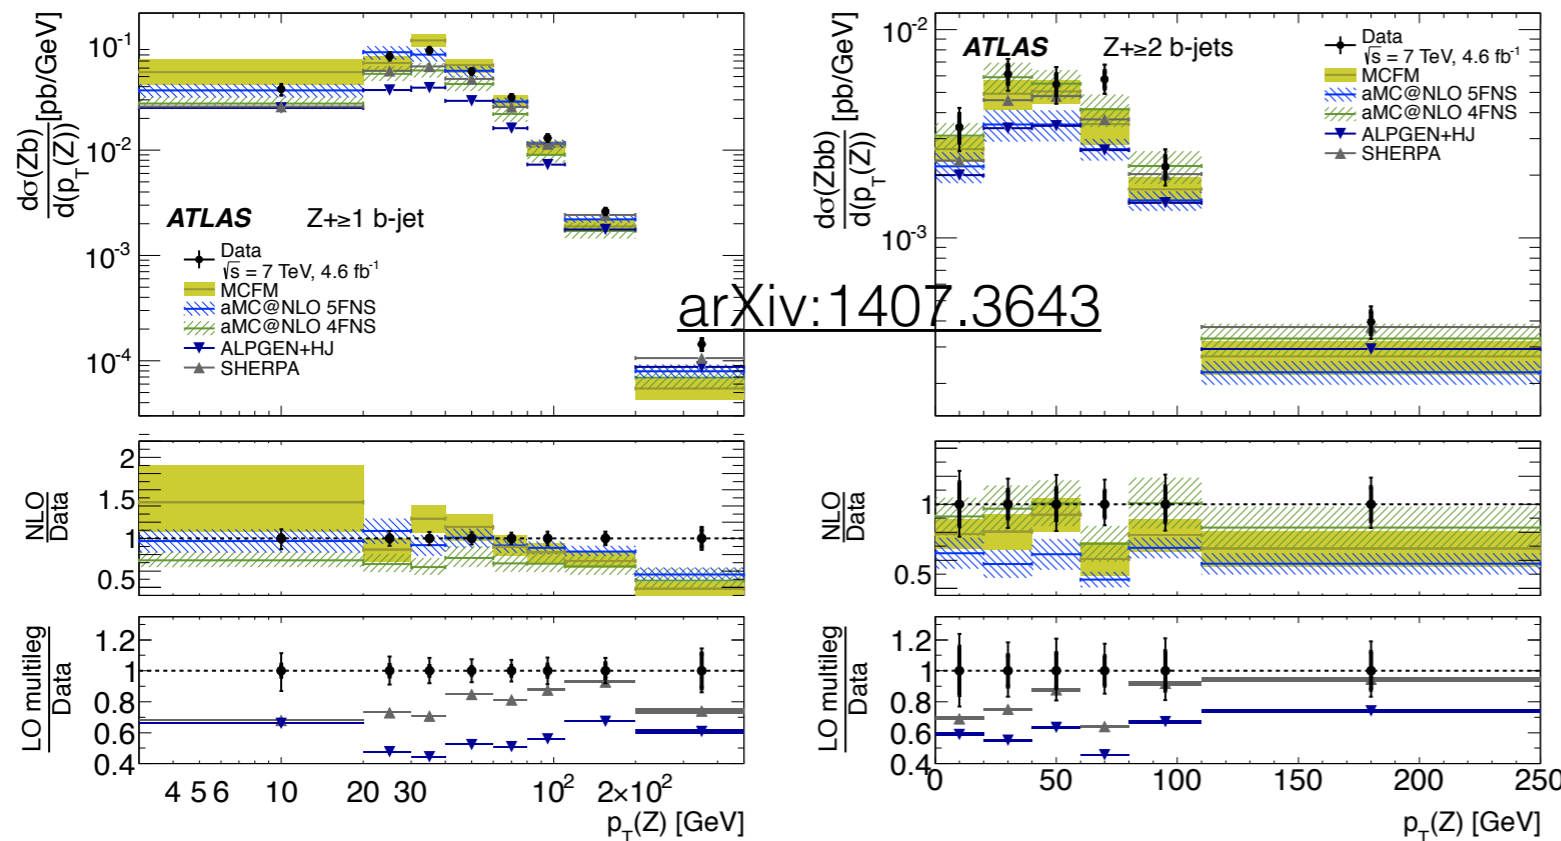 dσ(Zb)
d(p_T(Z)) [pb/GeV]
10⁻¹
10⁻²
10⁻³
10⁻⁴
ATLAS Z+≥1 b-jet
Data
√s = 7 TeV, 4.6 fb⁻¹
MCFM
aMC@NLO 5FNS
aMC@NLO 4FNS
ALPGEN+HJ
SHERPA
NLO
Data
2
1.5
1
0.5
LO multileg
Data
1.2
1
0.8
0.6
0.4
4 5 6 10 20 30 10² 2×10²
p_T(Z) [GeV]
arXiv:1407.3643
dσ(Zbb)
d(p_T(Z)) [pb/GeV]
10⁻²
10⁻³
ATLAS Z+≥2 b-jets
Data
√s = 7 TeV, 4.6 fb⁻¹
MCFM
aMC@NLO 5FNS
aMC@NLO 4FNS
ALPGEN+HJ
SHERPA
NLO
Data
1
0.5
LO multileg
Data
1.2
1
0.8
0.6
0.4
0 50 100 150 200 250
p_T(Z) [GeV]